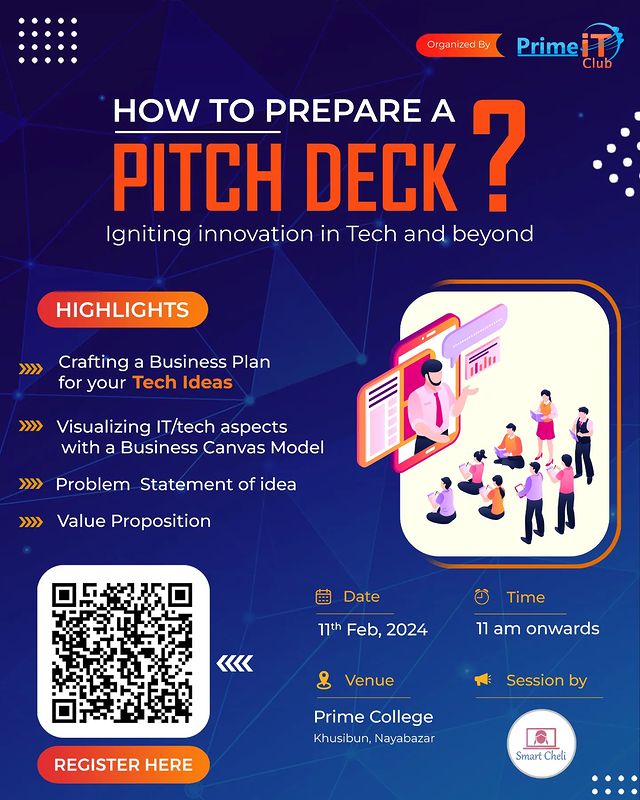 Organized By
Prime iT
Club
HOW TO PREPARE A
PITCH DECK ?
Igniting innovation in Tech and beyond
HIGHLIGHTS
Crafting a Business Plan
for your Tech Ideas
Visualizing IT/tech aspects
with a Business Canvas Model
Problem Statement of idea
Value Proposition
REGISTER HERE
Date
11th Feb, 2024
Time
11 am onwards
Venue
Prime College
Khusibun, Nayabazar
Session by
Smart Cheli